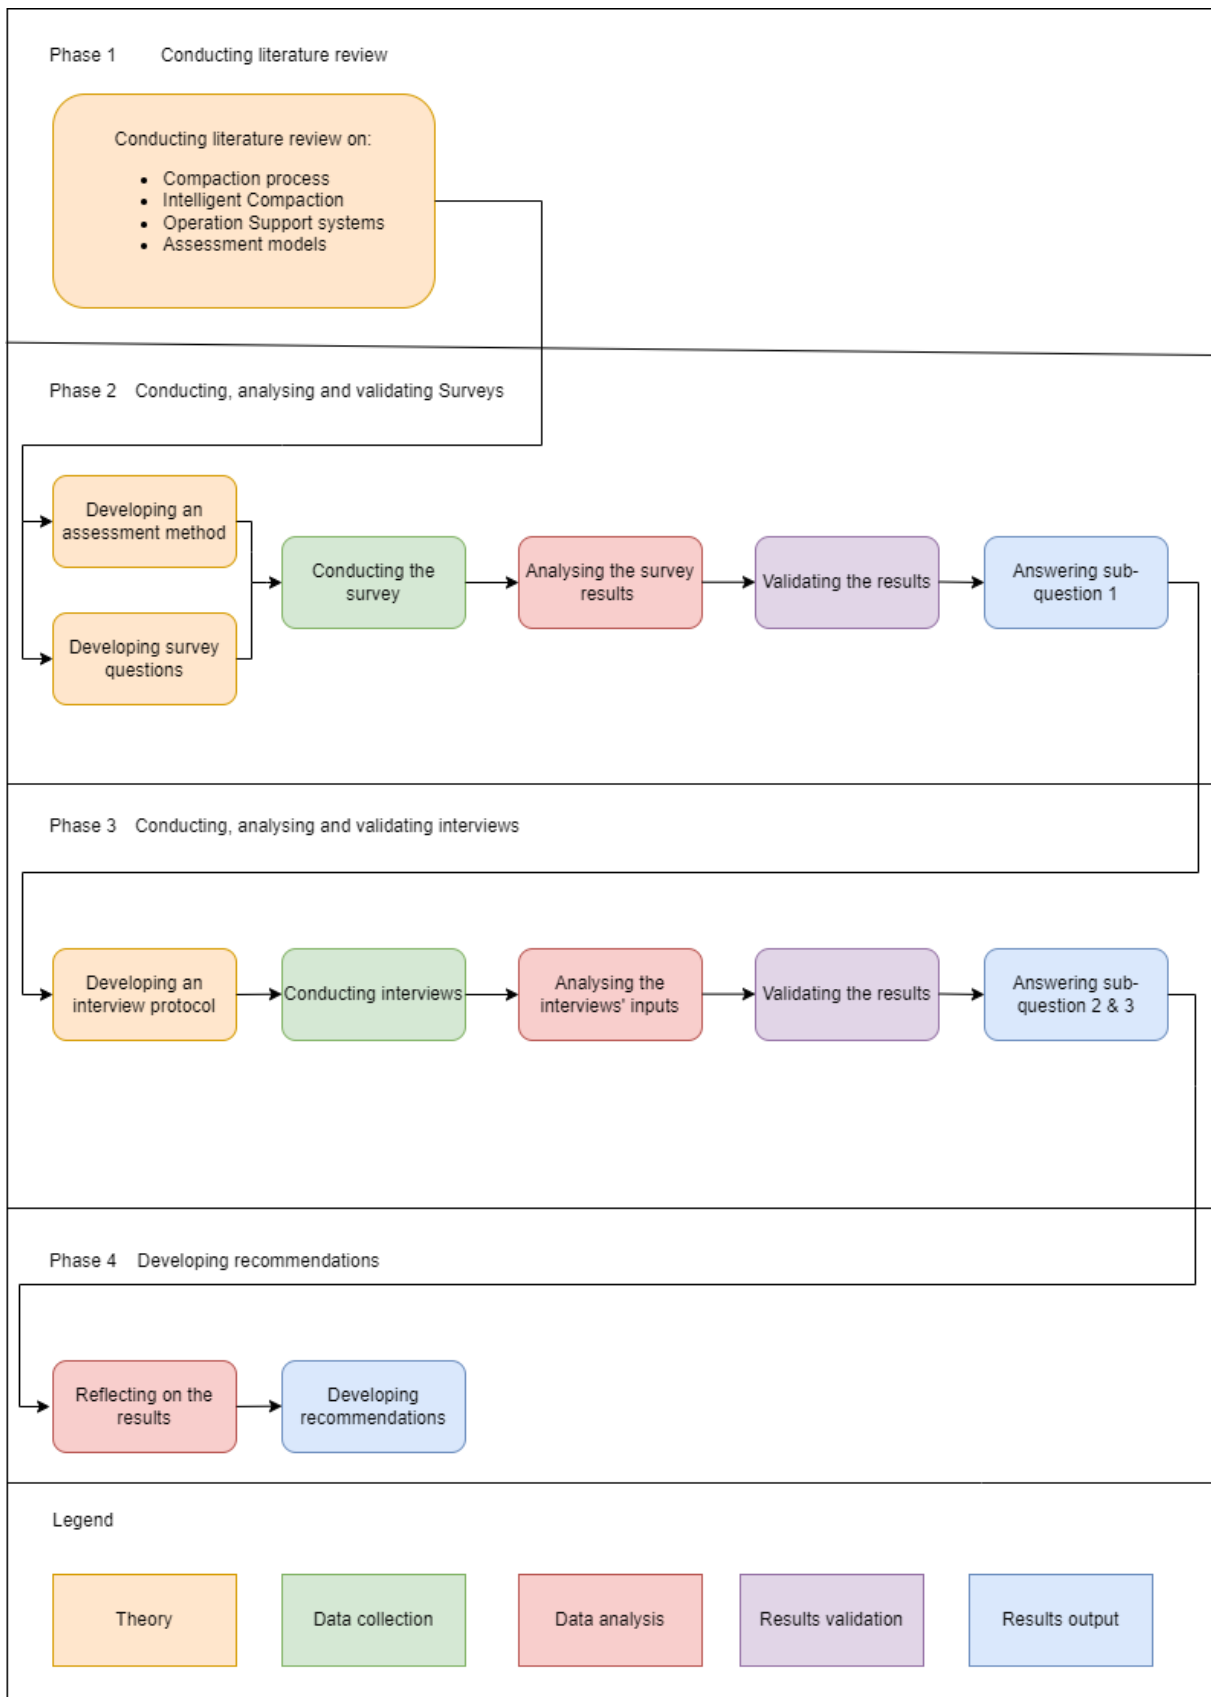 Phase 1 Conducting literature review
Conducting literature review on:
• Compaction process
• Intelligent Compaction
• Operation Support systems
• Assessment models
Phase 2 Conducting, analysing and validating Surveys
Developing an
assessment method
Developing survey
questions
Conducting the
survey
Analysing the survey
results
Validating the results
Answering sub-
question 1
Phase 3 Conducting, analysing and validating interviews
Developing an
interview protocol
Conducting interviews
Analysing the
interviews' inputs
Validating the results
Answering sub-
question 2 & 3
Phase 4 Developing recommendations
Reflecting on the
results
Developing
recommendations
Legend
Theory
Data collection
Data analysis
Results validation
Results output